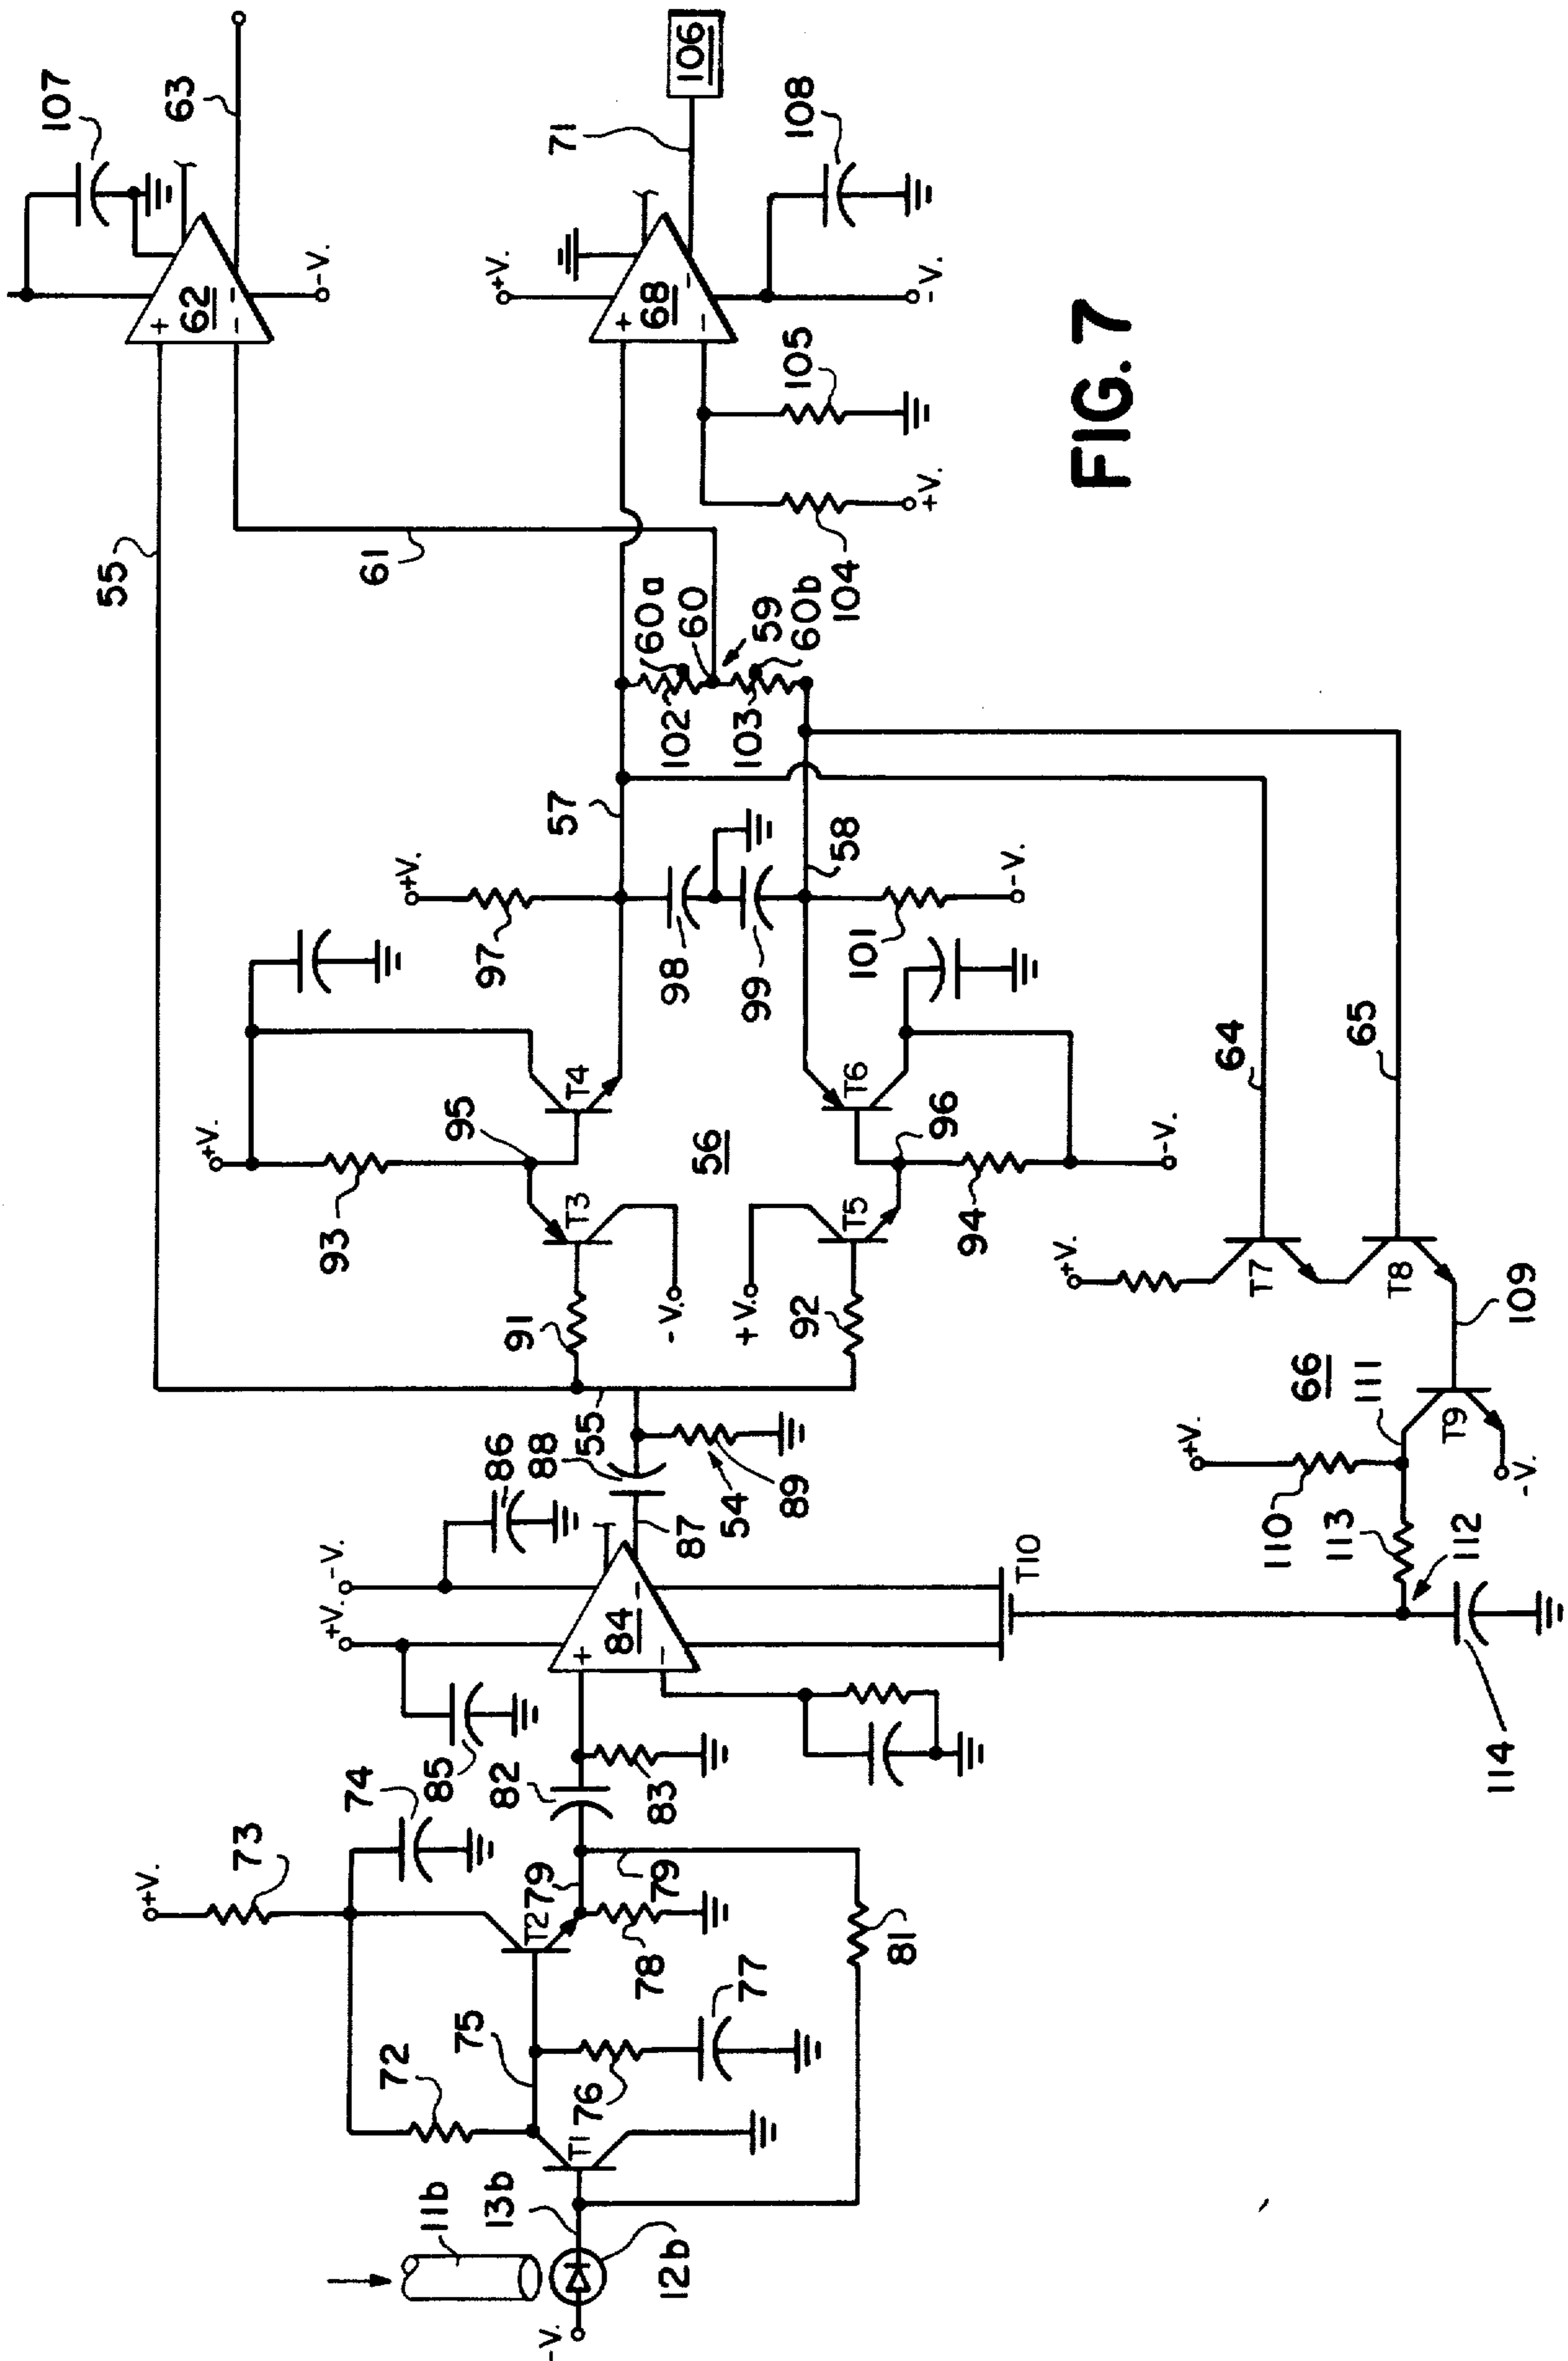 107
63
+
62
-
-
-V.
55
61
+V.
+
68
-
-
71
106
108
-V.
105
104
+V.
60a
60
59
60b
102
103
57
58
+V.
97
98
99
101
-V.
+V.
93
95
T4
T3
56
-V.
+V.
T5
T6
96
94
-V.
91
92
55
64
65
+V.
T7
T8
109
66
111
T9
-V.
+V.
110
113
112
114
T10
-V.
+V.
86
88
85
+
84
-
-
87
54
89
+V.
73
74
82
83
79
79
T2
78
81
75
72
76
77
T1
11b
13b
12b
-V.
FIG. 7